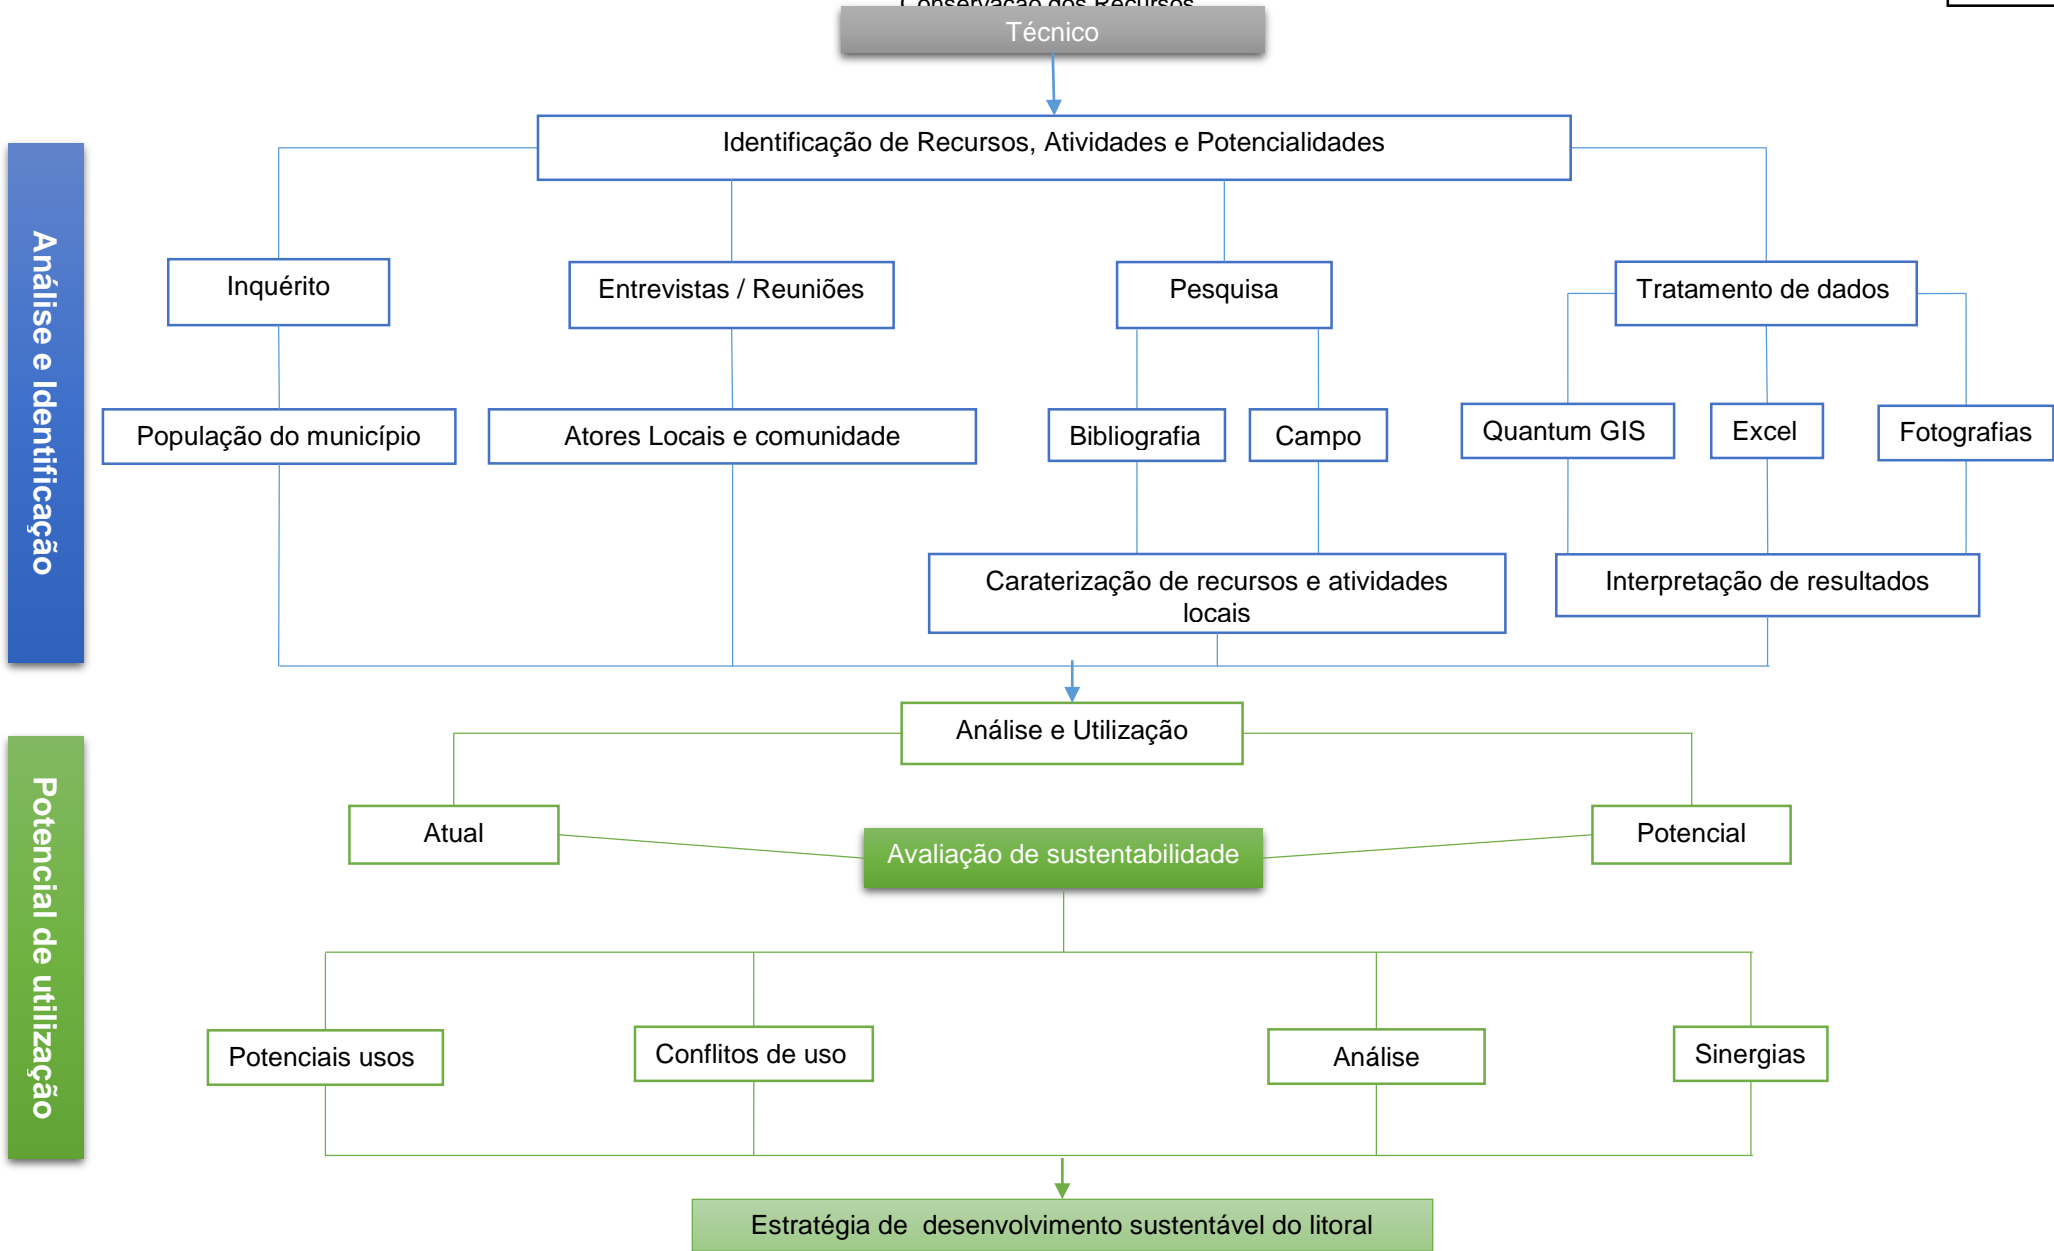 Conservação dos Recursos
Técnico
Identificação de Recursos, Atividades e Potencialidades
Análise e Identificação
Inquérito
Entrevistas / Reuniões
Pesquisa
Tratamento de dados
População do município
Atores Locais e comunidade
Bibliografia
Campo
Quantum GIS
Excel
Fotografias
Caraterização de recursos e atividades
locais
Interpretação de resultados
Análise e Utilização
Potencial de utilização
Atual
Avaliação de sustentabilidade
Potencial
Potenciais usos
Conflitos de uso
Análise
Sinergias
Estratégia de  desenvolvimento sustentável do litoral